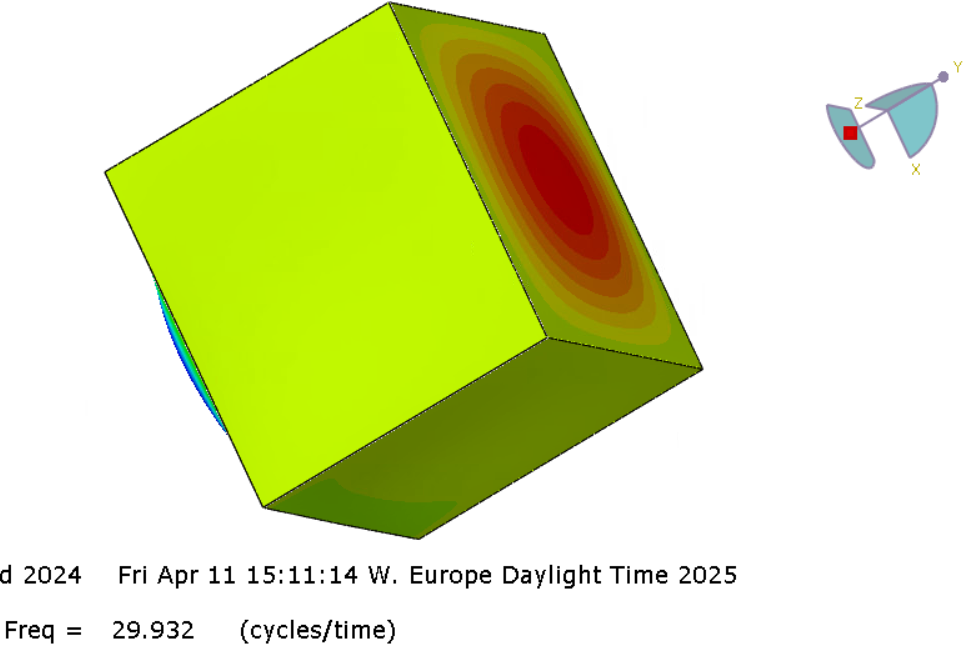 Y
Z
X
d 2024 Fri Apr 11 15:11:14 W. Europe Daylight Time 2025
Freq = 29.932 (cycles/time)